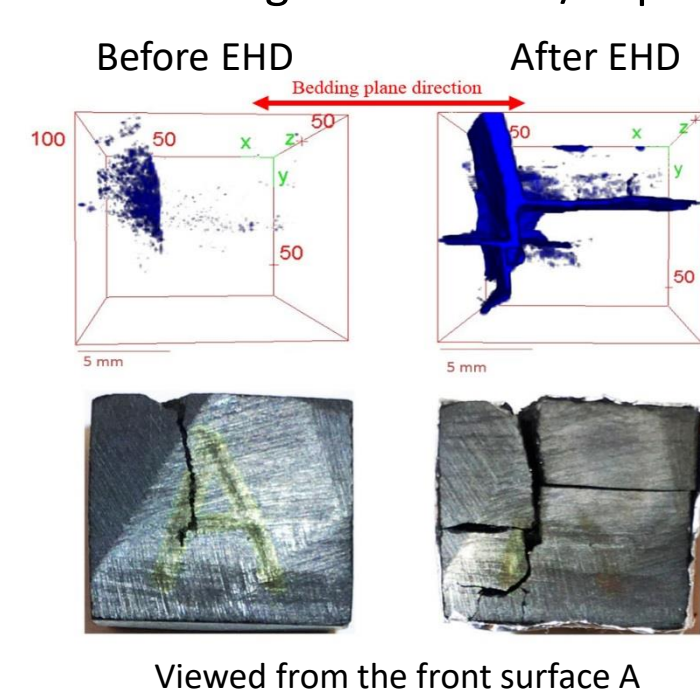 Before EHD
After EHD
Bedding plane direction
100
50
x
z
50
y
50
5 mm
50
x
z
y
50
5 mm
A
Viewed from the front surface A